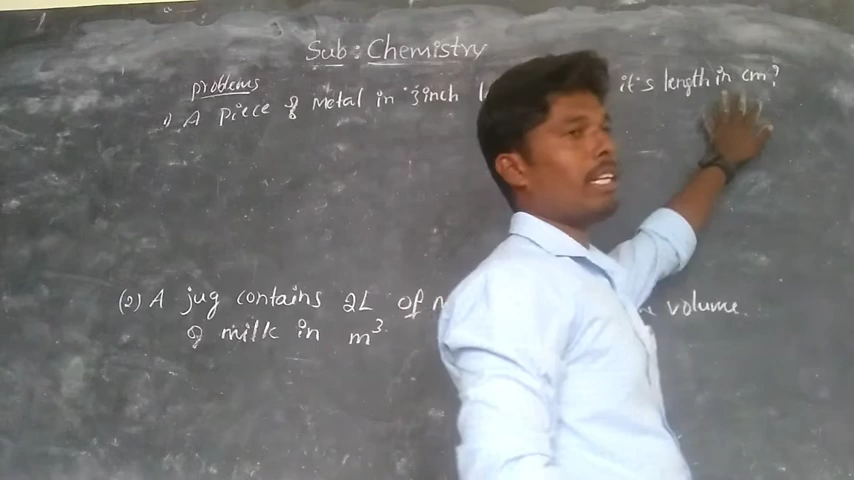 Sub: Chemistry
problems
1) A piece of metal in 3inch it's length in cm?
(2) A jug contains 2L of volume.
of milk in m³